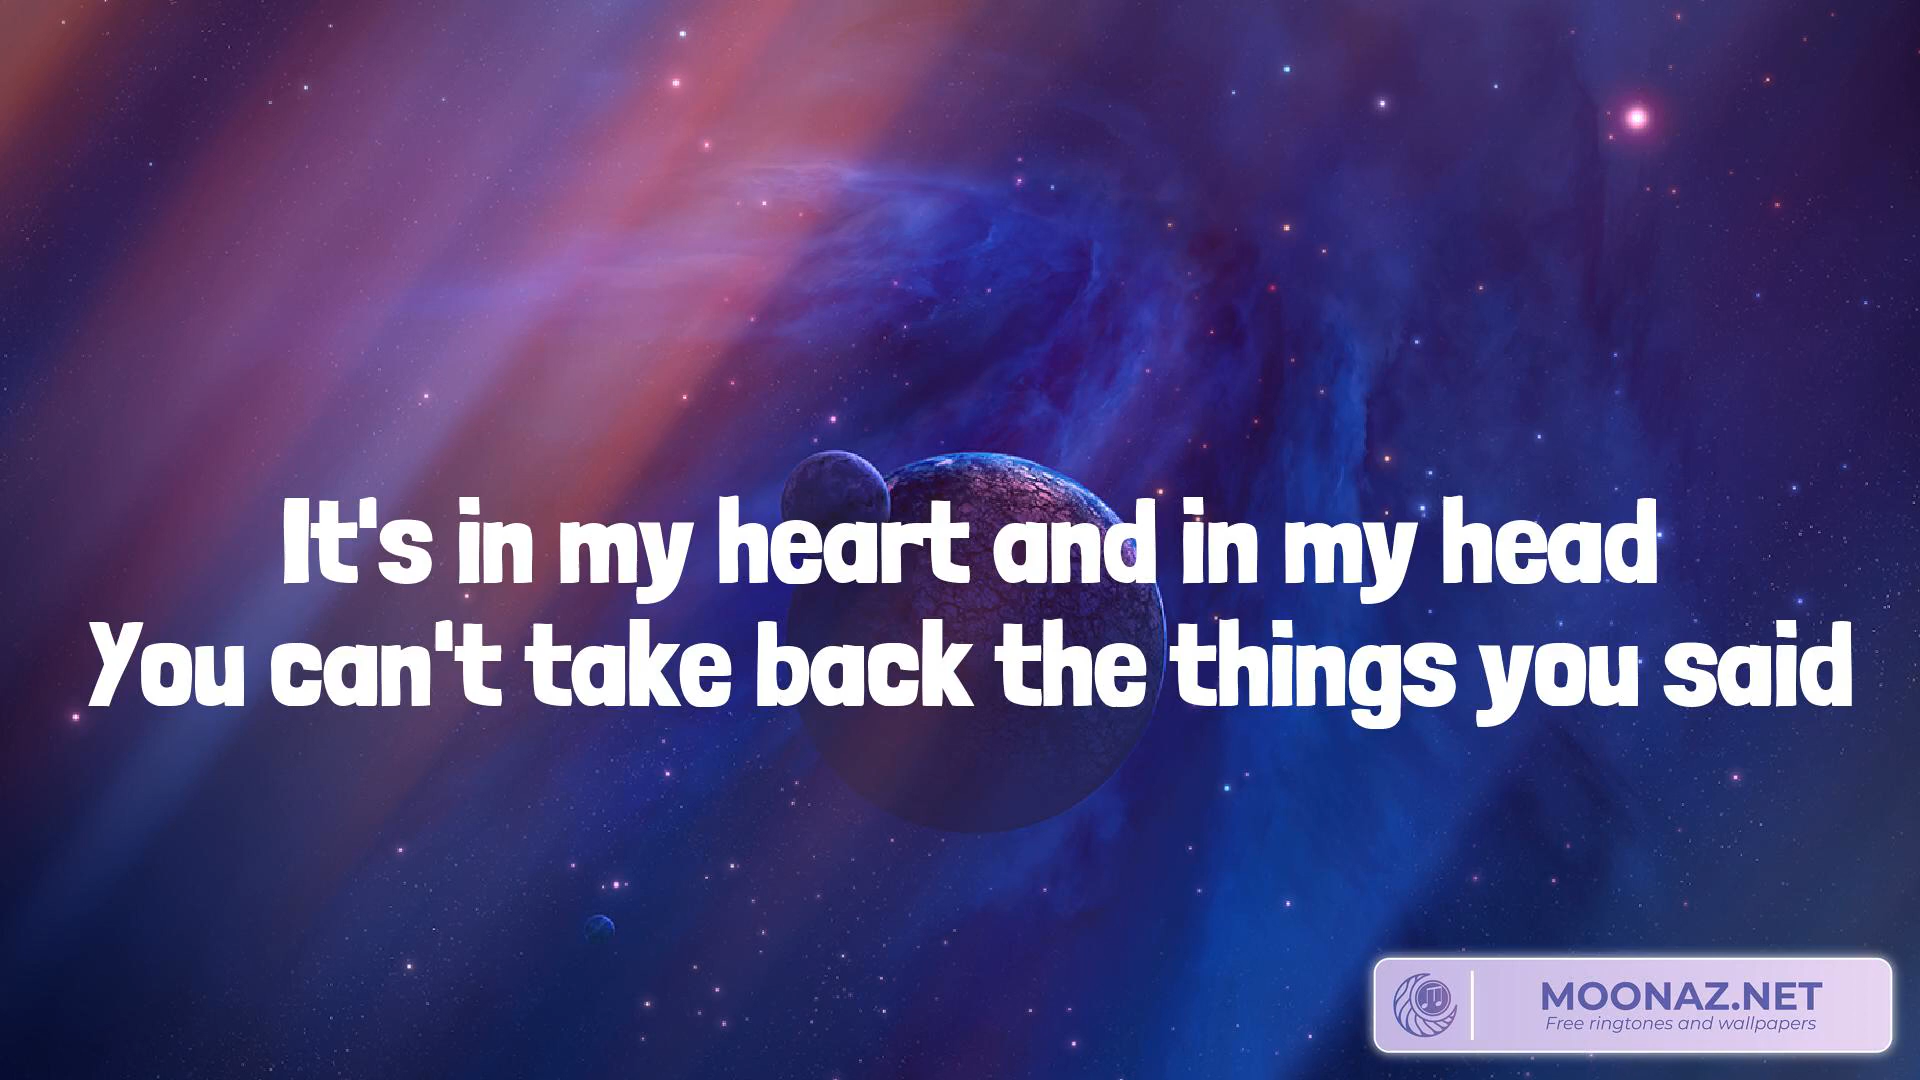 It's in my heart and in my head
You can't take back the things you said
MOONAZ.NET
Free ringtones and wallpapers